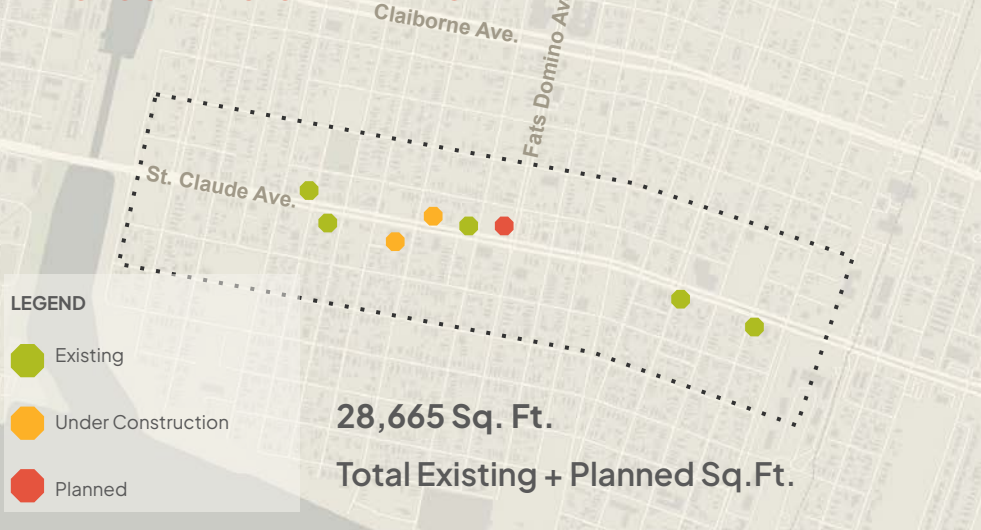 Claiborne Ave.
Fats Domino Av
St. Claude Ave.
LEGEND
Existing
Under Construction
Planned
28,665 Sq. Ft.
Total Existing + Planned Sq.Ft.